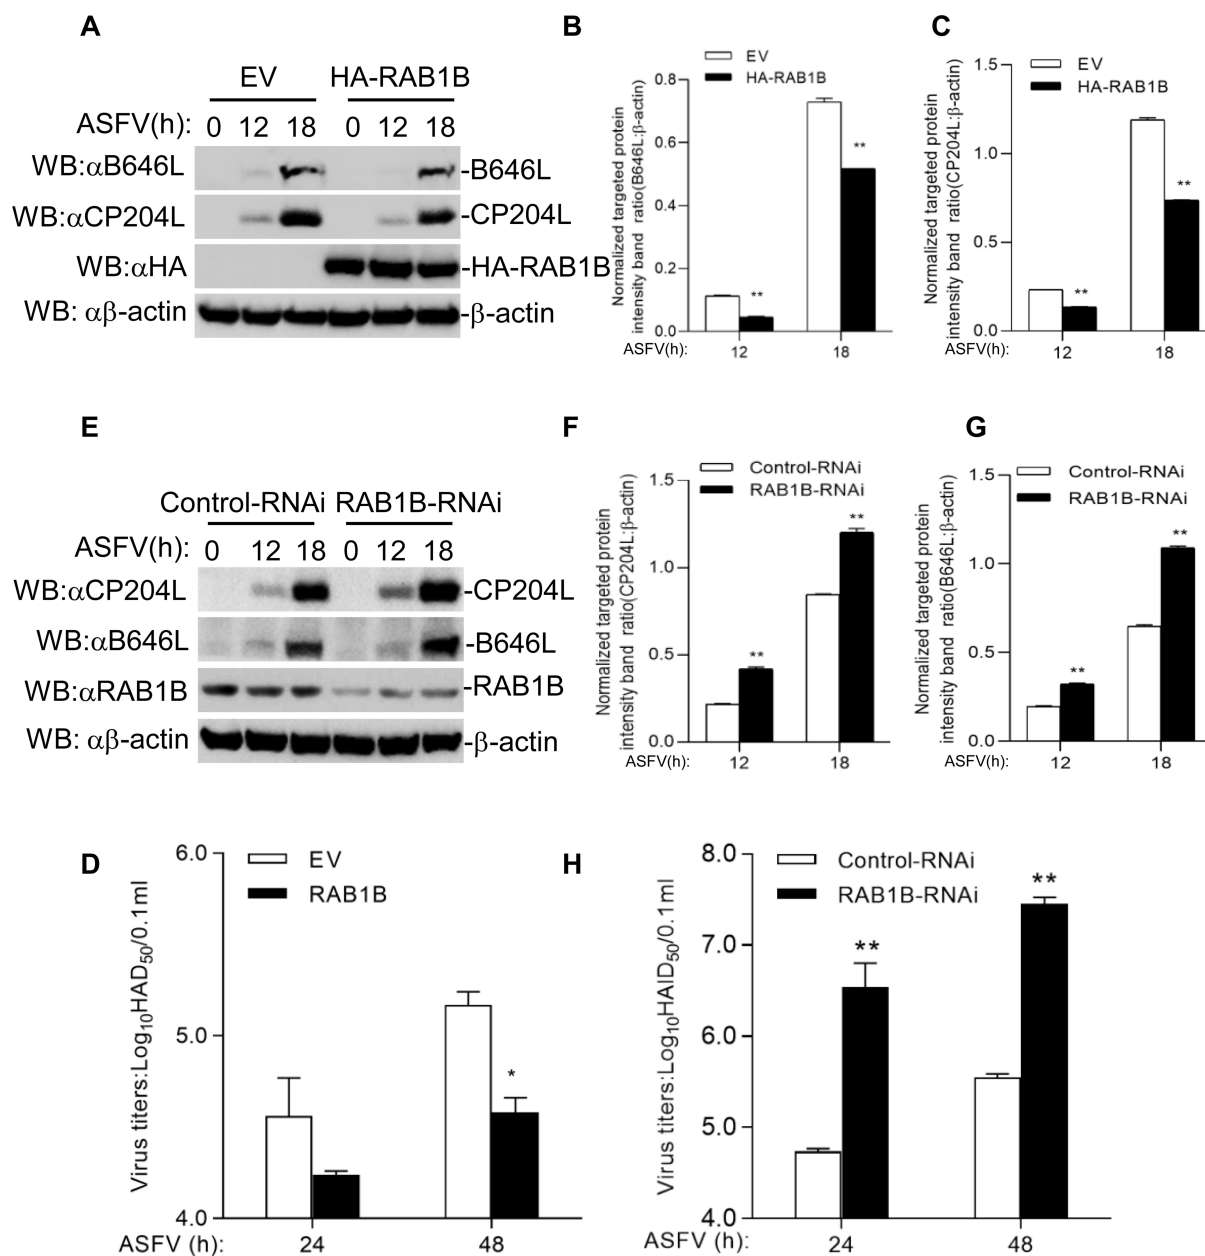 A
EV HA-RAB1B
ASFV(h): 0 12 18 0 12 18
WB:αB646L -B646L
WB:αCP204L -CP204L
WB:αHA -HA-RAB1B
WB: αβ-actin -β-actin
B
EV
HA-RAB1B
Normalized targeted protein
intensity band ratio(B646L:β-actin)
0.8
0.6
0.4
0.2
0.0
** **
ASFV(h): 12 18
C
EV
HA-RAB1B
Normalized targeted protein
intensity band ratio(CP204L:β-actin)
1.5
1.0
0.5
0.0
** **
ASFV(h): 12 18
E
Control-RNAi RAB1B-RNAi
ASFV(h): 0 12 18 0 12 18
WB:αCP204L -CP204L
WB:αB646L -B646L
WB:αRAB1B -RAB1B
WB: αβ-actin -β-actin
F
Control-RNAi
RAB1B-RNAi
Normalized targeted protein
intensity band ratio(CP204L:β-actin)
1.5
1.0
0.5
0.0
** **
ASFV(h): 12 18
G
Control-RNAi
RAB1B-RNAi
Normalized targeted protein
intensity band ratio(B646L:β-actin)
1.5
1.0
0.5
0.0
** **
ASFV(h): 12 18
D
EV
RAB1B
Virus titers:Log10HAD50/0.1ml
6.0
5.0
4.0
*
ASFV (h): 24 48
H
Control-RNAi
RAB1B-RNAi
Virus titers:Log10HAID50/0.1ml
8.0
7.0
6.0
5.0
4.0
** **
ASFV (h): 24 48